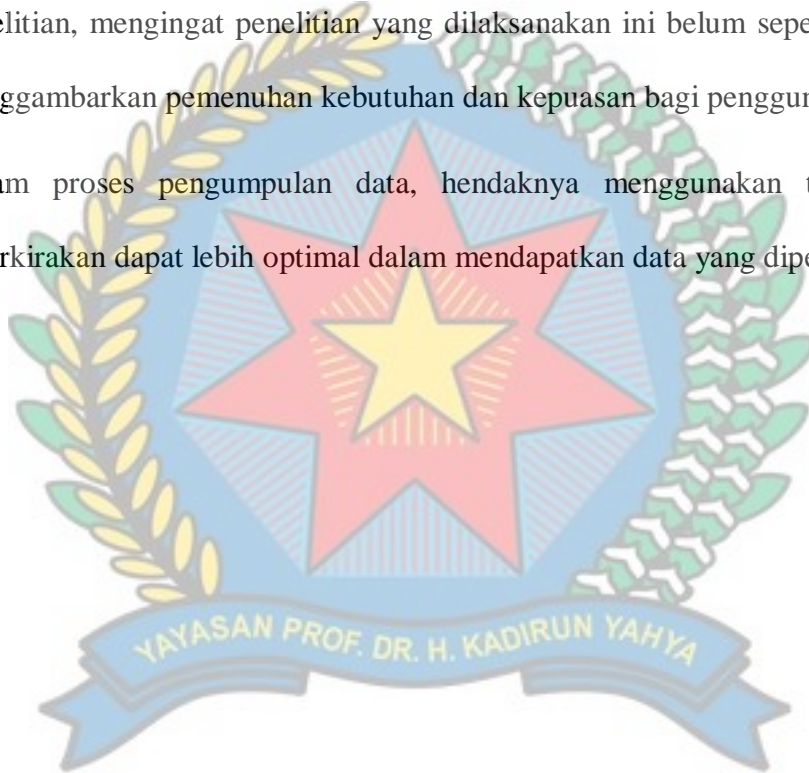 elitian, mengingat penelitian yang dilaksanakan ini belum sepe
ggambarkan pemenuhan kebutuhan dan kepuasan bagi penggun
am proses pengumpulan data, hendaknya menggunakan t
rkirakan dapat lebih optimal dalam mendapatkan data yang dipe
YAYASAN PROF. DR. H. KADIRUN YAHYA